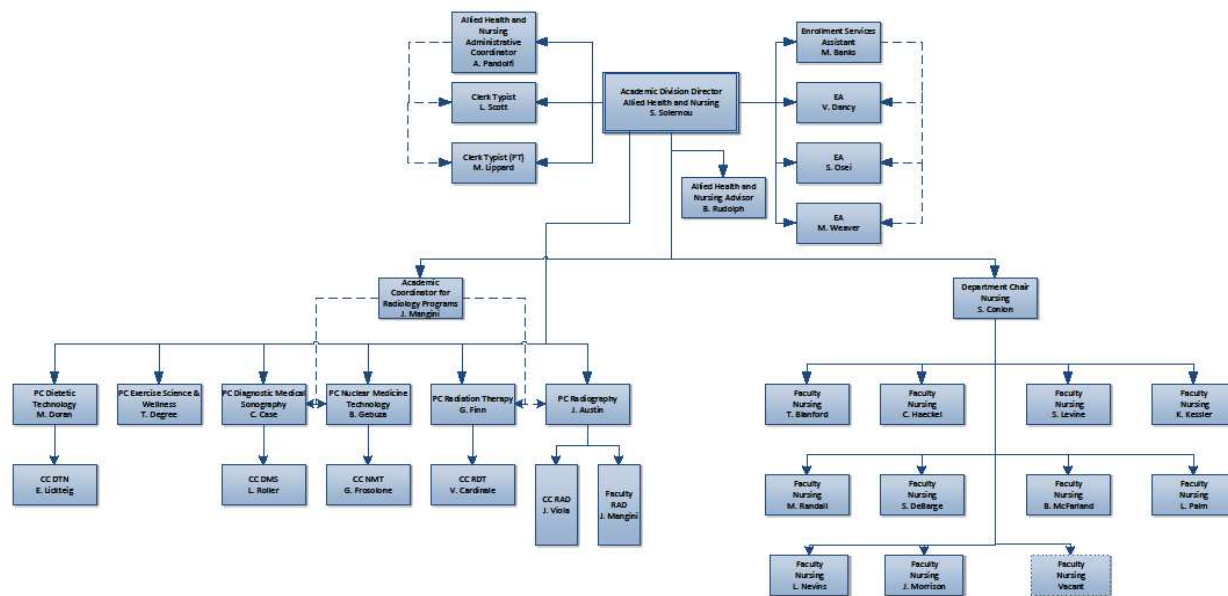 Allied Health and
Nursing
Administrative
Coordinator
A. Pandolfi
Clerk Typist
L. Scott
Clerk Typist (PT)
M. Lippard
Academic Division Director
Allied Health and Nursing
S. Solernou
Allied Health and
Nursing Advisor
B. Rudolph
Enrollment Services
Assistant
M. Banks
EA
V. Dancy
EA
S. Osei
EA
M. Weaver
Academic
Coordinator for
Radiology Programs
J. Mangini
Department Chair
Nursing
S. Conlon
PC Dietetic
Technology
M. Doran
PC Exercise Science &
Wellness
T. Degree
PC Diagnostic Medical
Sonography
C. Case
PC Nuclear Medicine
Technology
B. Gebuza
PC Radiation Therapy
G. Finn
PC Radiography
J. Austin
CC DTN
E. Lickteig
CC DMS
L. Roller
CC NMT
G. Frosolone
CC RDT
V. Cardinale
CC RAD
J. Viola
Faculty
RAD
J. Mangini
Faculty
Nursing
T. Blanford
Faculty
Nursing
C. Haeckel
Faculty
Nursing
S. Levine
Faculty
Nursing
K. Kessler
Faculty
Nursing
M. Randall
Faculty
Nursing
S. DeBarge
Faculty
Nursing
B. McFarland
Faculty
Nursing
L. Palm
Faculty
Nursing
L. Nevins
Faculty
Nursing
J. Morrison
Faculty
Nursing
Vacant